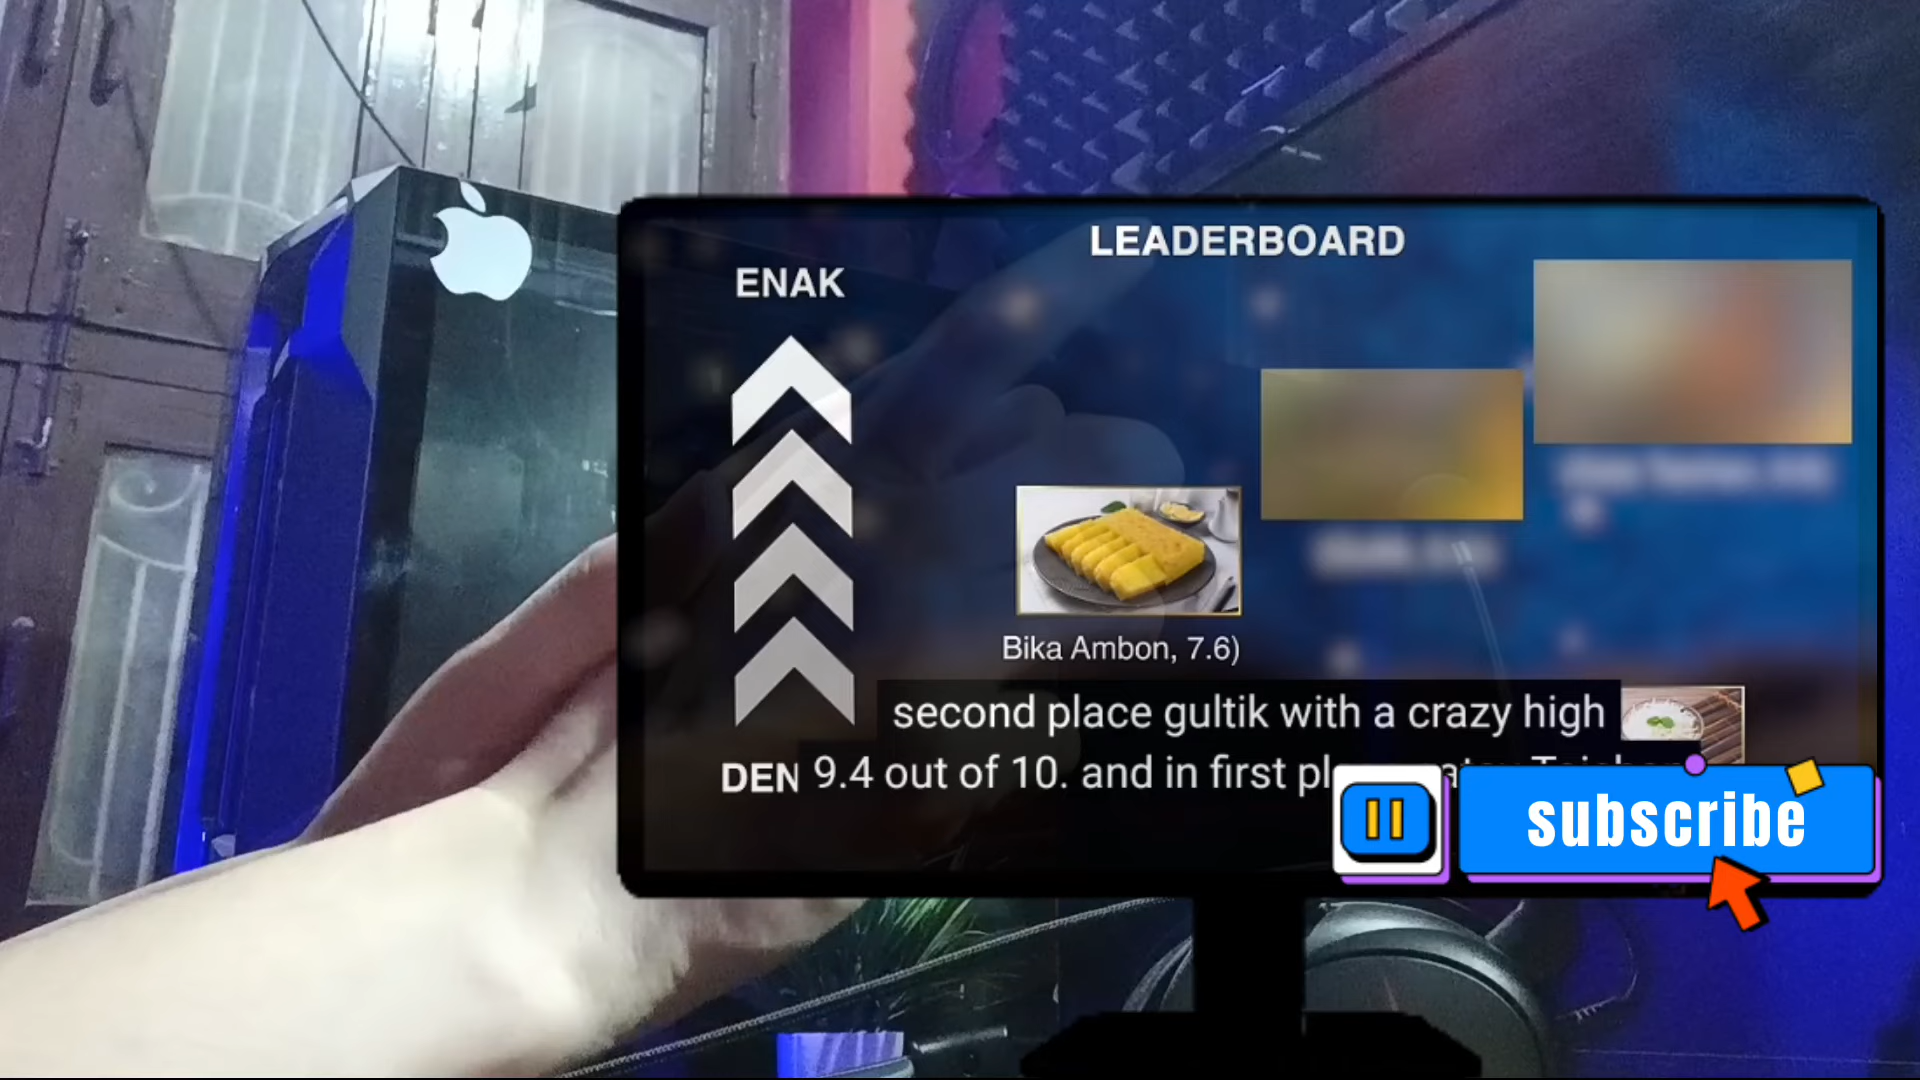 LEADERBOARD
ENAK
Bika Ambon, 7.6)
second place gultik with a crazy high
DEN
9.4 out of 10. and in first
subscribe